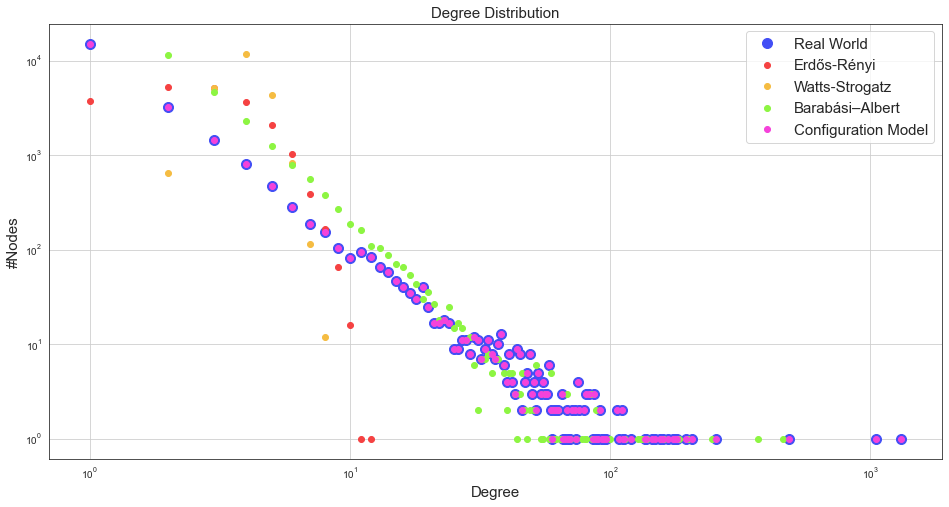 Degree Distribution
Real World
Erdős-Rényi
Watts-Strogatz
Barabási–Albert
Configuration Model
#Nodes
10⁴
10³
10²
10¹
10⁰
10⁰
10¹
10²
10³
Degree